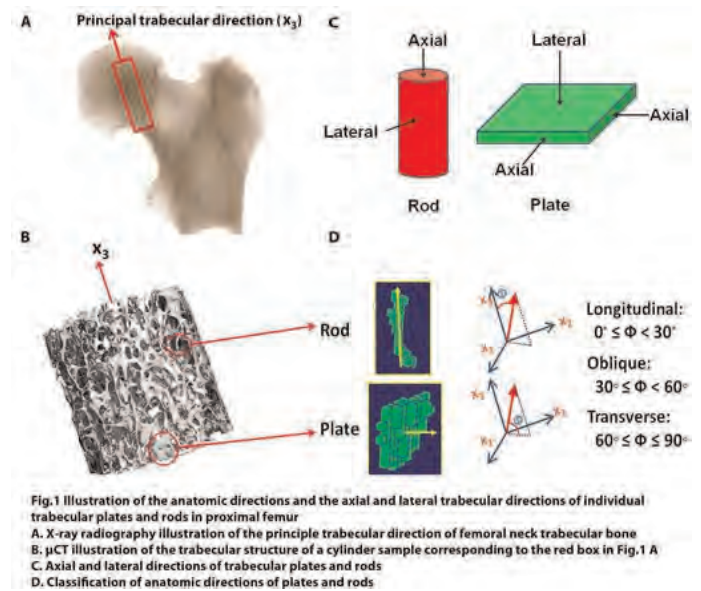 A
Principal trabecular direction (X₃)
C
Axial
Lateral
Lateral
Axial
Axial
Rod
Plate
B
X₃
Rod
Plate
D
Φ
X₂
Longitudinal:
0° ≤ Φ < 30°
Oblique:
30° ≤ Φ < 60°
Transverse:
60° ≤ Φ ≤ 90°
Fig.1 Illustration of the anatomic directions and the axial and lateral trabecular directions of individual
trabecular plates and rods in proximal femur
A. X-ray radiography illustration of the principle trabecular direction of femoral neck trabecular bone
B. μCT illustration of the trabecular structure of a cylinder sample corresponding to the red box in Fig.1 A
C. Axial and lateral directions of trabecular plates and rods
D. Classification of anatomic directions of plates and rods